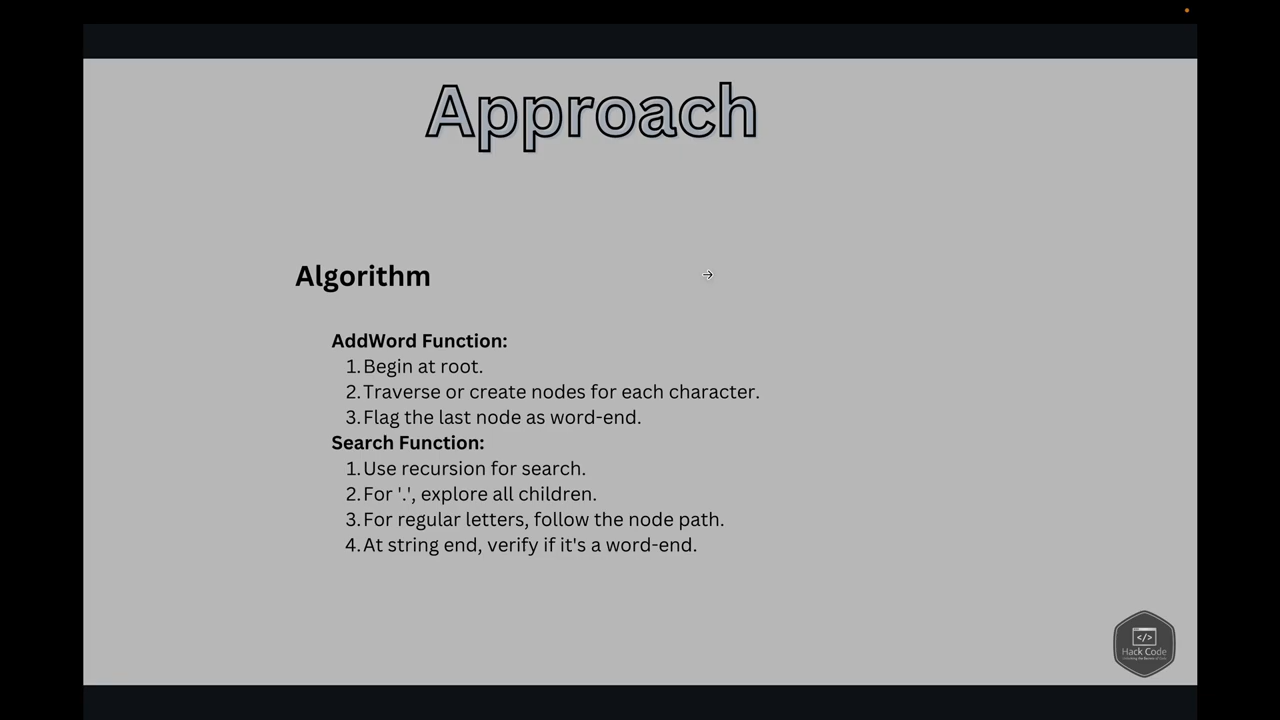 Approach
Algorithm
AddWord Function:
1. Begin at root.
2. Traverse or create nodes for each character.
3. Flag the last node as word-end.
Search Function:
1. Use recursion for search.
2. For '.', explore all children.
3. For regular letters, follow the node path.
4. At string end, verify if it's a word-end.
</>
Hack Code